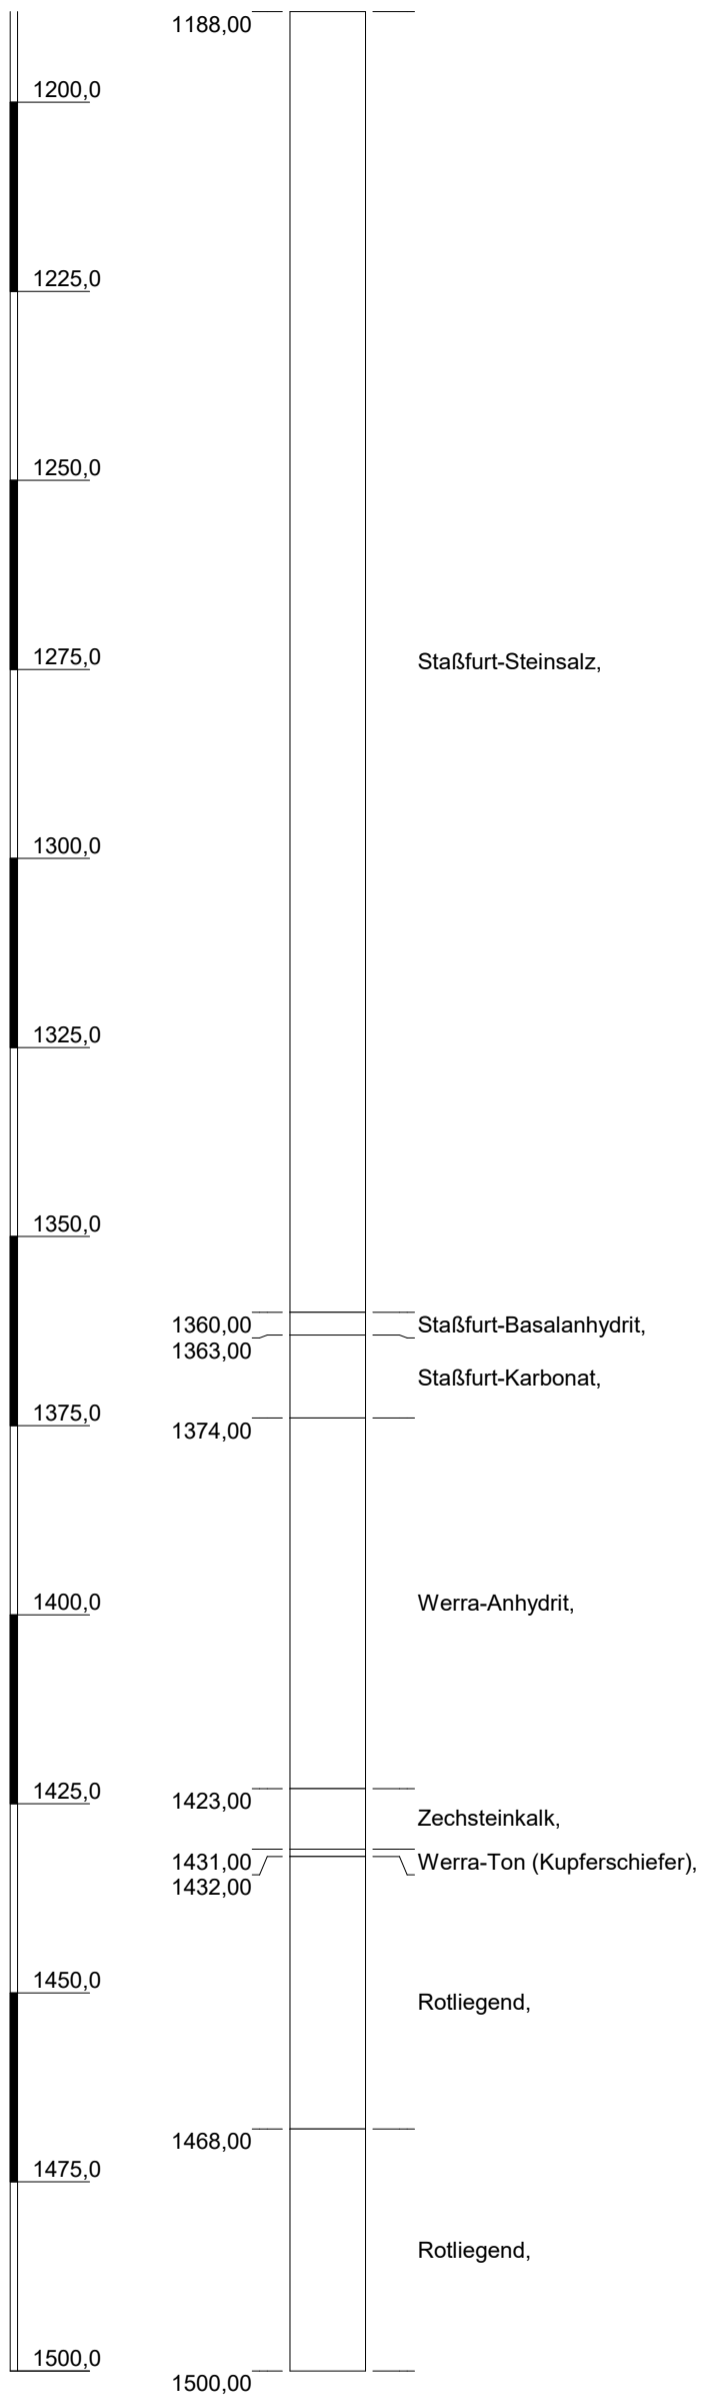 1188,00
1200,0
1225,0
1250,0
1275,0
Staßfurt-Steinsalz,
1300,0
1325,0
1350,0
1360,00
Staßfurt-Basalanhydrit,
1363,00
Staßfurt-Karbonat,
1375,0
1374,00
Werra-Anhydrit,
1400,0
1425,0
1423,00
Zechsteinkalk,
1431,00
Werra-Ton (Kupferschiefer),
1432,00
1450,0
Rotliegend,
1468,00
1475,0
Rotliegend,
1500,0
1500,00